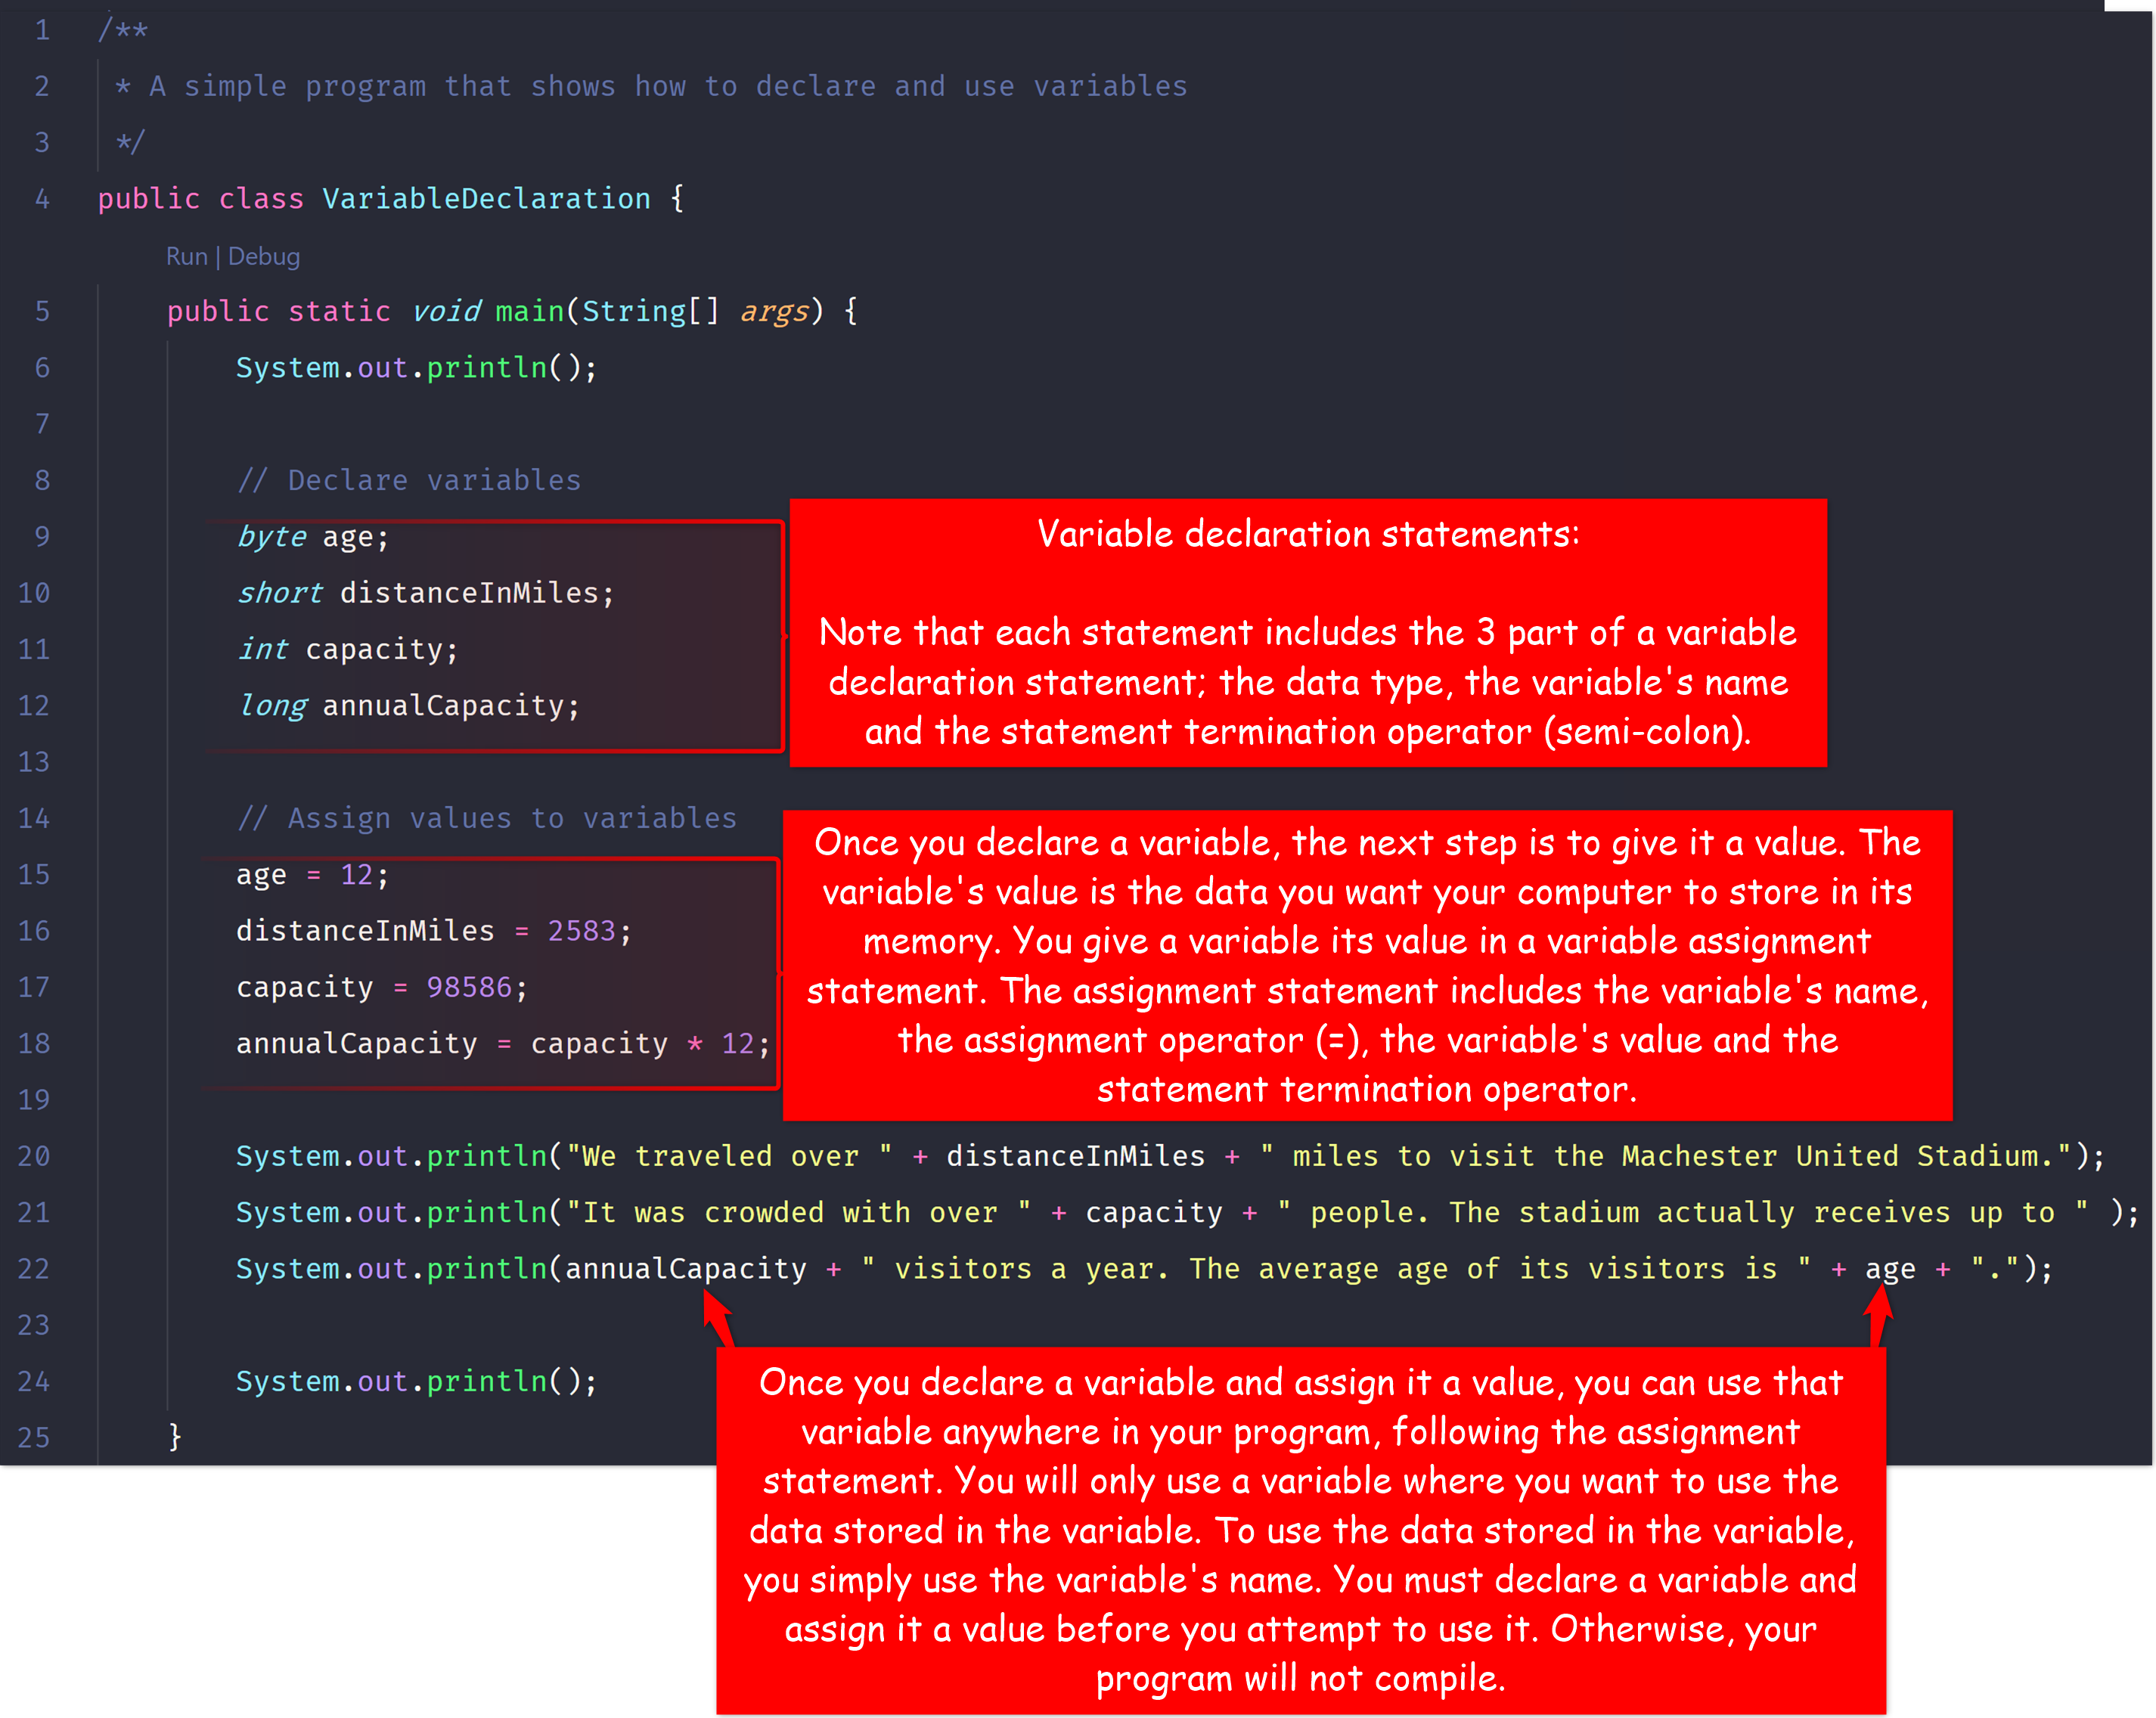 1 /**
2 * A simple program that shows how to declare and use variables
3 */
4 public class VariableDeclaration {
Run | Debug
5 public static void main(String[] args) {
6 System.out.println();
7
8 // Declare variables
9 byte age;
10 short distanceInMiles;
11 int capacity;
12 long annualCapacity;
13
Variable declaration statements:
Note that each statement includes the 3 part of a variable
declaration statement; the data type, the variable's name
and the statement termination operator (semi-colon).
14 // Assign values to variables
15 age = 12;
16 distanceInMiles = 2583;
17 capacity = 98586;
18 annualCapacity = capacity * 12;
19
Once you declare a variable, the next step is to give it a value. The
variable's value is the data you want your computer to store in its
memory. You give a variable its value in a variable assignment
statement. The assignment statement includes the variable's name,
the assignment operator (=), the variable's value and the
statement termination operator.
20 System.out.println("We traveled over " + distanceInMiles + " miles to visit the Machester United Stadium.");
21 System.out.println("It was crowded with over " + capacity + " people. The stadium actually receives up to " );
22 System.out.println(annualCapacity + " visitors a year. The average age of its visitors is " + age + ".");
23
24 System.out.println();
25 }
Once you declare a variable and assign it a value, you can use that
variable anywhere in your program, following the assignment
statement. You will only use a variable where you want to use the
data stored in the variable. To use the data stored in the variable,
you simply use the variable's name. You must declare a variable and
assign it a value before you attempt to use it. Otherwise, your
program will not compile.